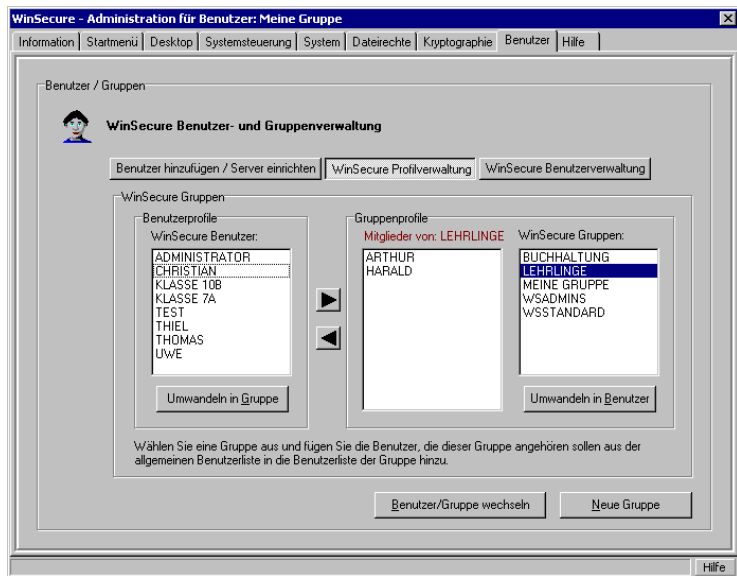 WinSecure - Administration für Benutzer: Meine Gruppe
Information Startmenü Desktop Systemsteuerung System Dateirechte Kryptographie Benutzer Hilfe
Benutzer / Gruppen
WinSecure Benutzer- und Gruppenverwaltung
Benutzer hinzufügen / Server einrichten WinSecure Profilverwaltung WinSecure Benutzerverwaltung
WinSecure Gruppen
Benutzerprofile
WinSecure Benutzer:
ADMINISTRATOR
CHRISTIAN
KLASSE 10B
KLASSE 7A
TEST
THIEL
THOMAS
UWE
Umwandeln in Gruppe
Gruppenprofile
Mitglieder von: LEHRLINGE
ARTHUR
HARALD
WinSecure Gruppen:
BUCHHALTUNG
LEHRLINGE
MEINE GRUPPE
WSADMINS
WSSTANDARD
Umwandeln in Benutzer
Wählen Sie eine Gruppe aus und fügen Sie die Benutzer, die dieser Gruppe angehören sollen aus der
allgemeinen Benutzerliste in die Benutzerliste der Gruppe hinzu.
Benutzer/Gruppe wechseln Neue Gruppe
Hilfe